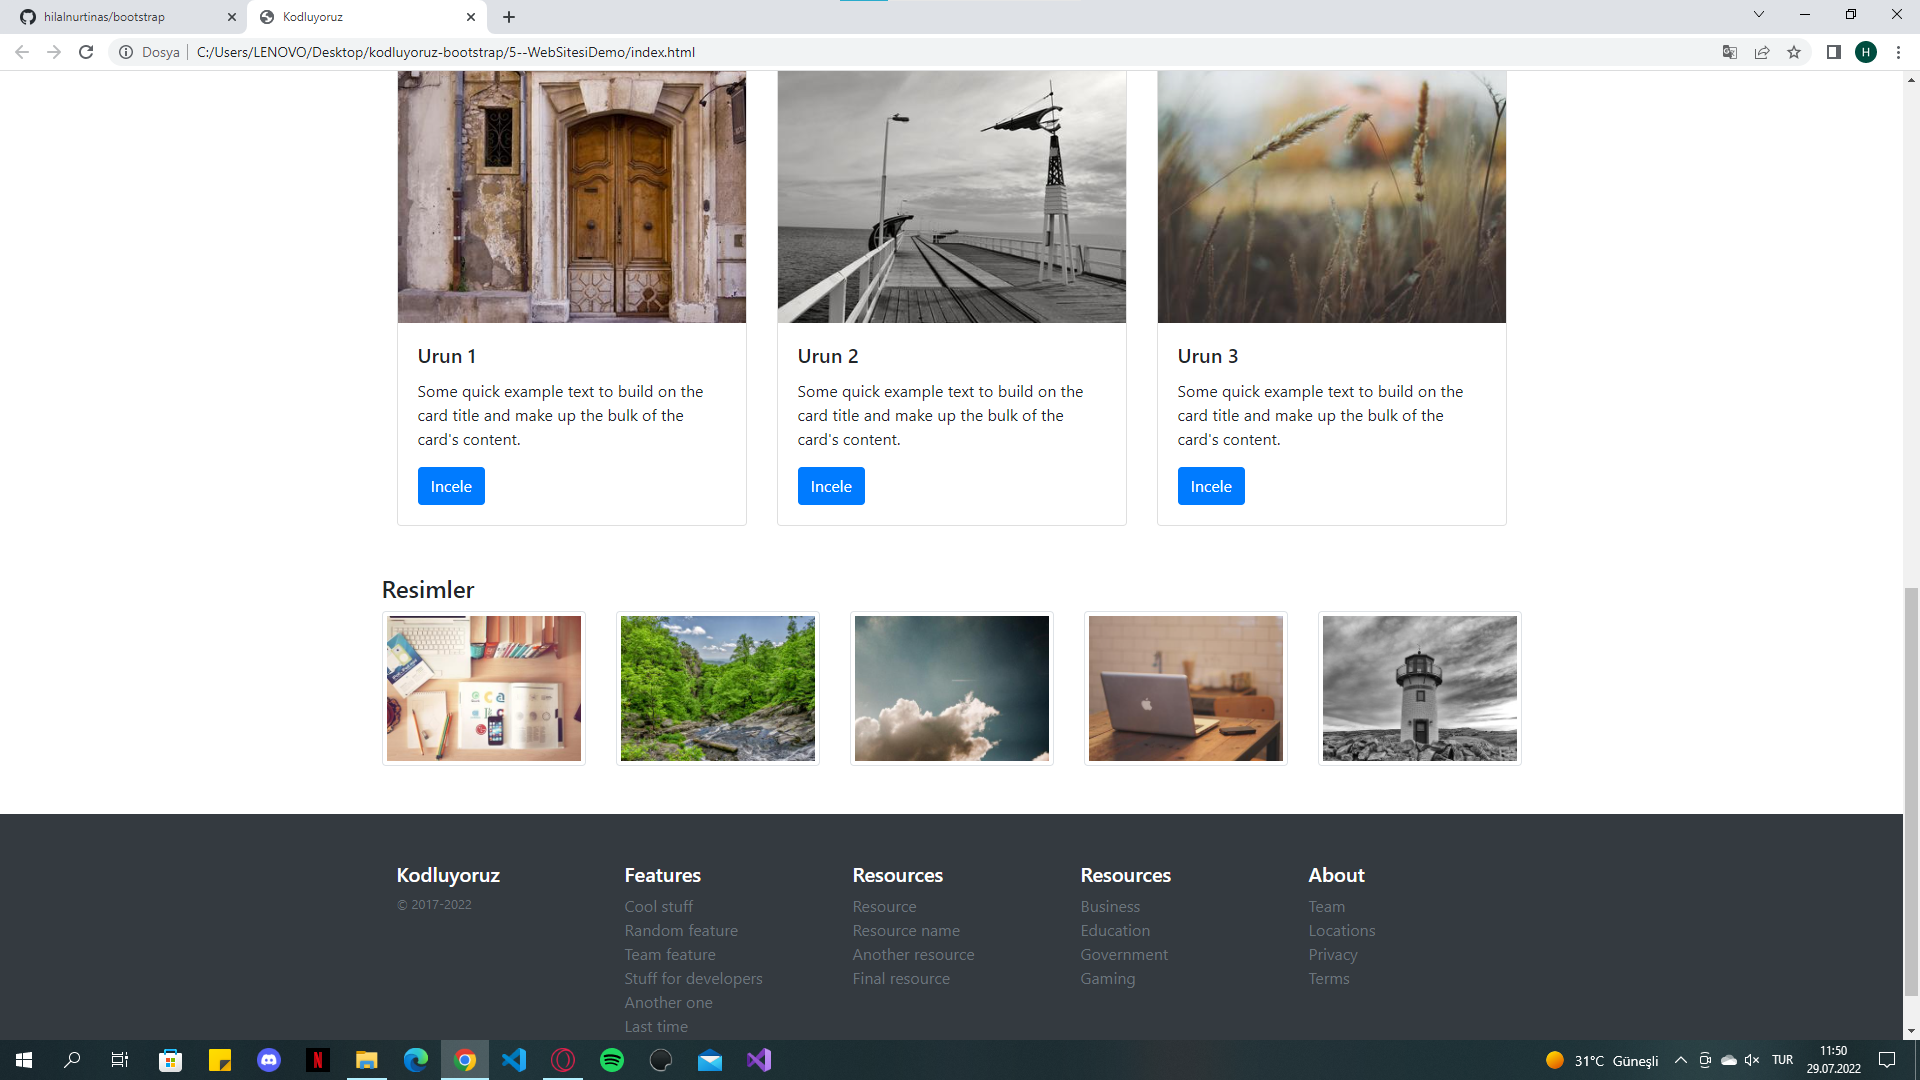 hilalnurtinas/bootstrap
Kodluyoruz
Dosya
C:/Users/LENOVO/Desktop/kodluyoruz-bootstrap/5--WebSitesiDemo/index.html
H
Urun 1
Some quick example text to build on the
card title and make up the bulk of the
card's content.
Incele
Urun 2
Some quick example text to build on the
card title and make up the bulk of the
card's content.
Incele
Urun 3
Some quick example text to build on the
card title and make up the bulk of the
card's content.
Incele
Resimler
Kodluyoruz
© 2017-2022
Features
Cool stuff
Random feature
Team feature
Stuff for developers
Another one
Last time
Resources
Resource
Resource name
Another resource
Final resource
Resources
Business
Education
Government
Gaming
About
Team
Locations
Privacy
Terms
31°C Güneşli
TUR
11:50
29.07.2022